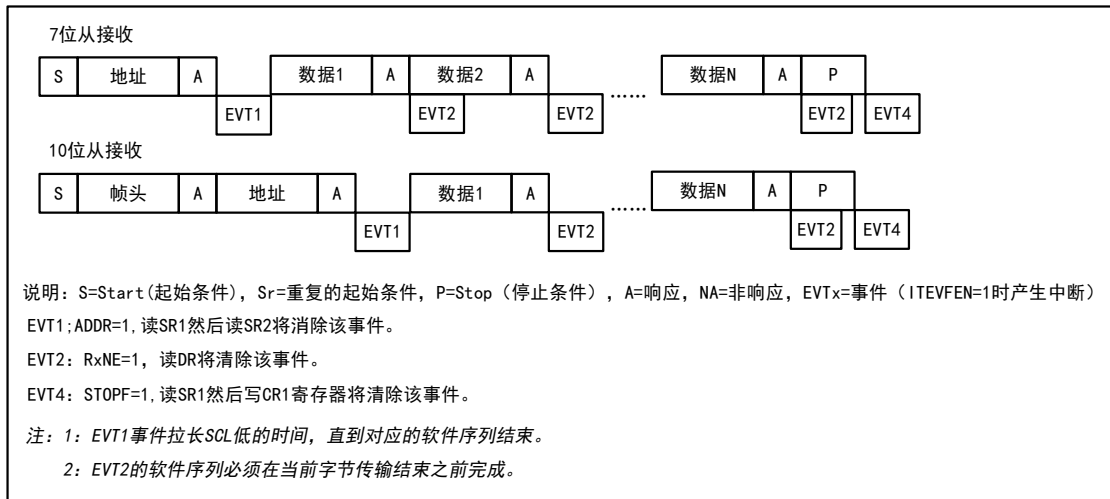 7位从接收
S 地址 A 数据1 A 数据2 A 数据N A P
EVT1 EVT2 EVT2 …… EVT2 EVT4
10位从接收
S 帧头 A 地址 A 数据1 A 数据N A P
EVT1 EVT2 …… EVT2 EVT4
说明：S=Start(起始条件)，Sr=重复的起始条件，P=Stop（停止条件），A=响应，NA=非响应，EVTx=事件（ITEVFEN=1时产生中断）
EVT1;ADDR=1,读SR1然后读SR2将消除该事件。
EVT2：RxNE=1，读DR将清除该事件。
EVT4：STOPF=1,读SR1然后写CR1寄存器将清除该事件。
注：1：EVT1事件拉长SCL低的时间，直到对应的软件序列结束。
2：EVT2的软件序列必须在当前字节传输结束之前完成。